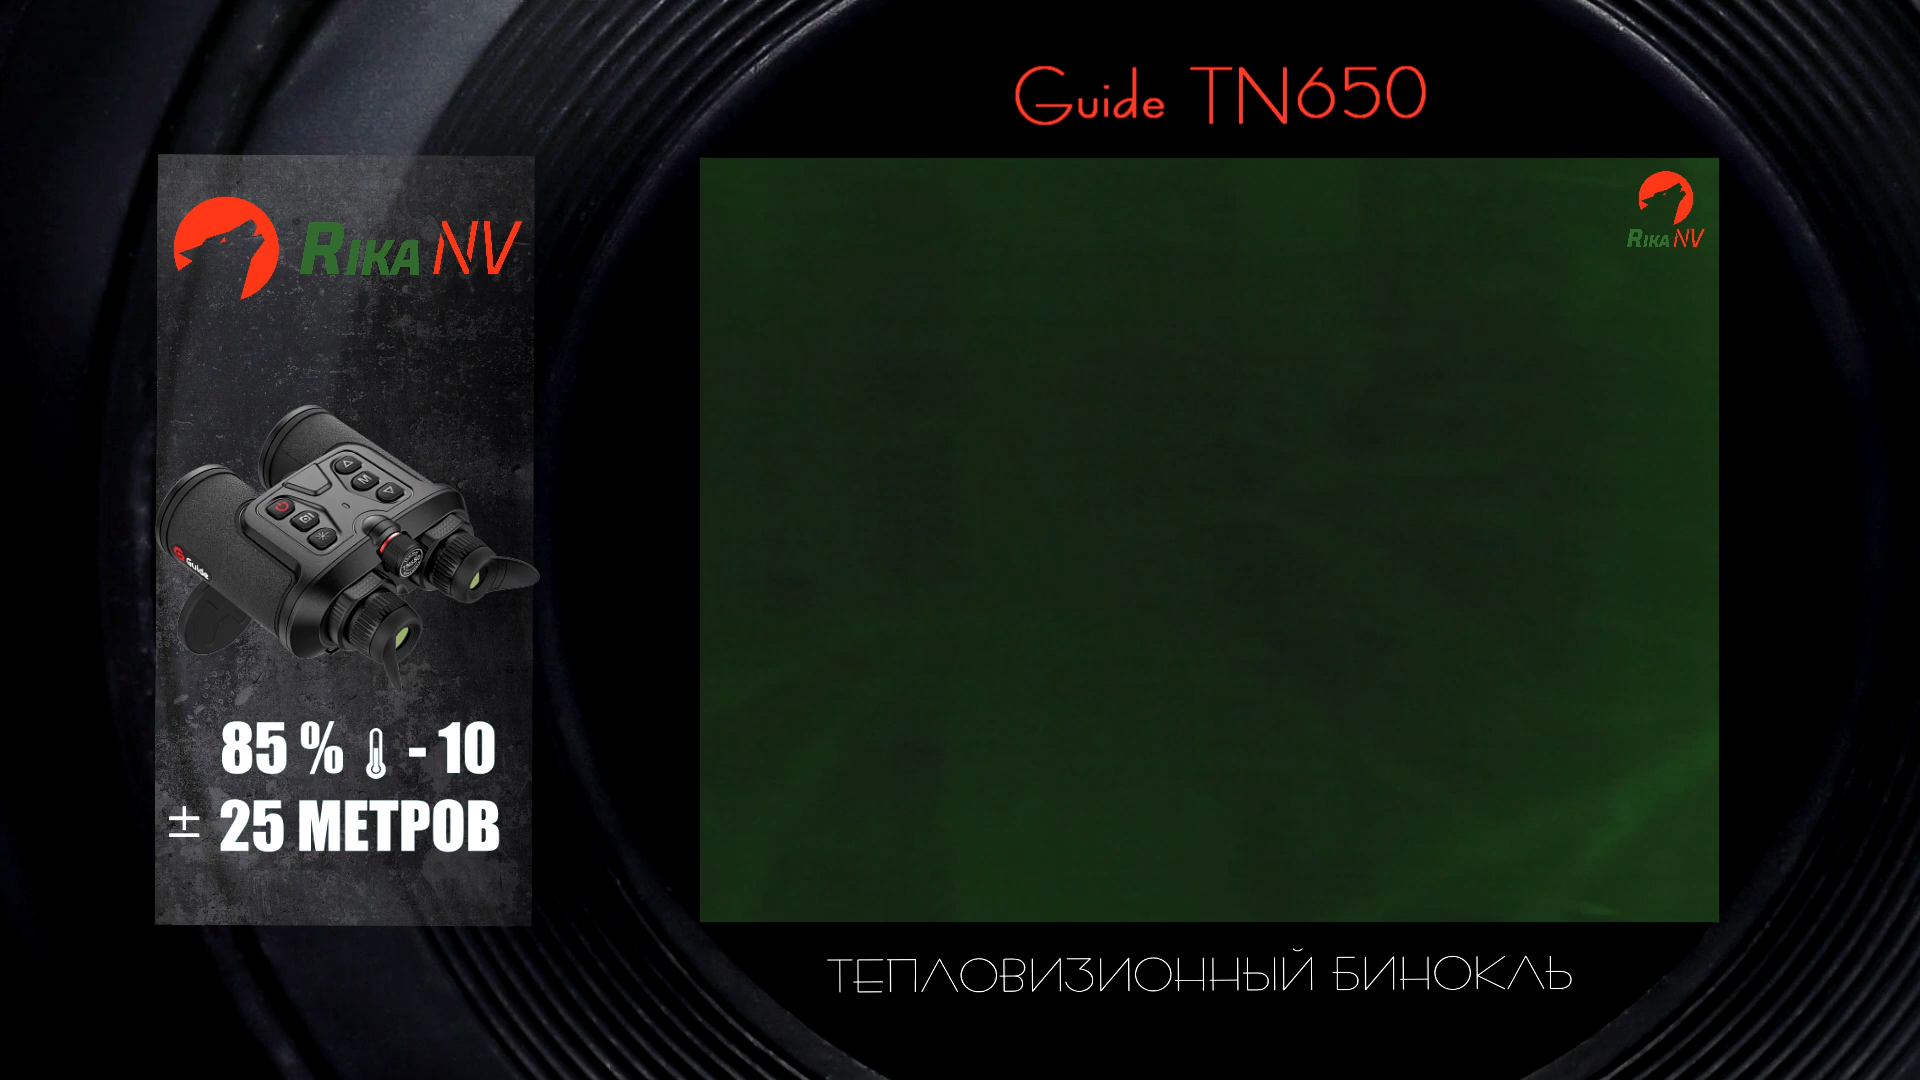 Guide TN650
RIKA NV
RIKA NV
Guide
M
85 % - 10
± 25 МЕТРОВ
ТЕПЛОВИЗИОННЫЙ БИНОКЛЬ